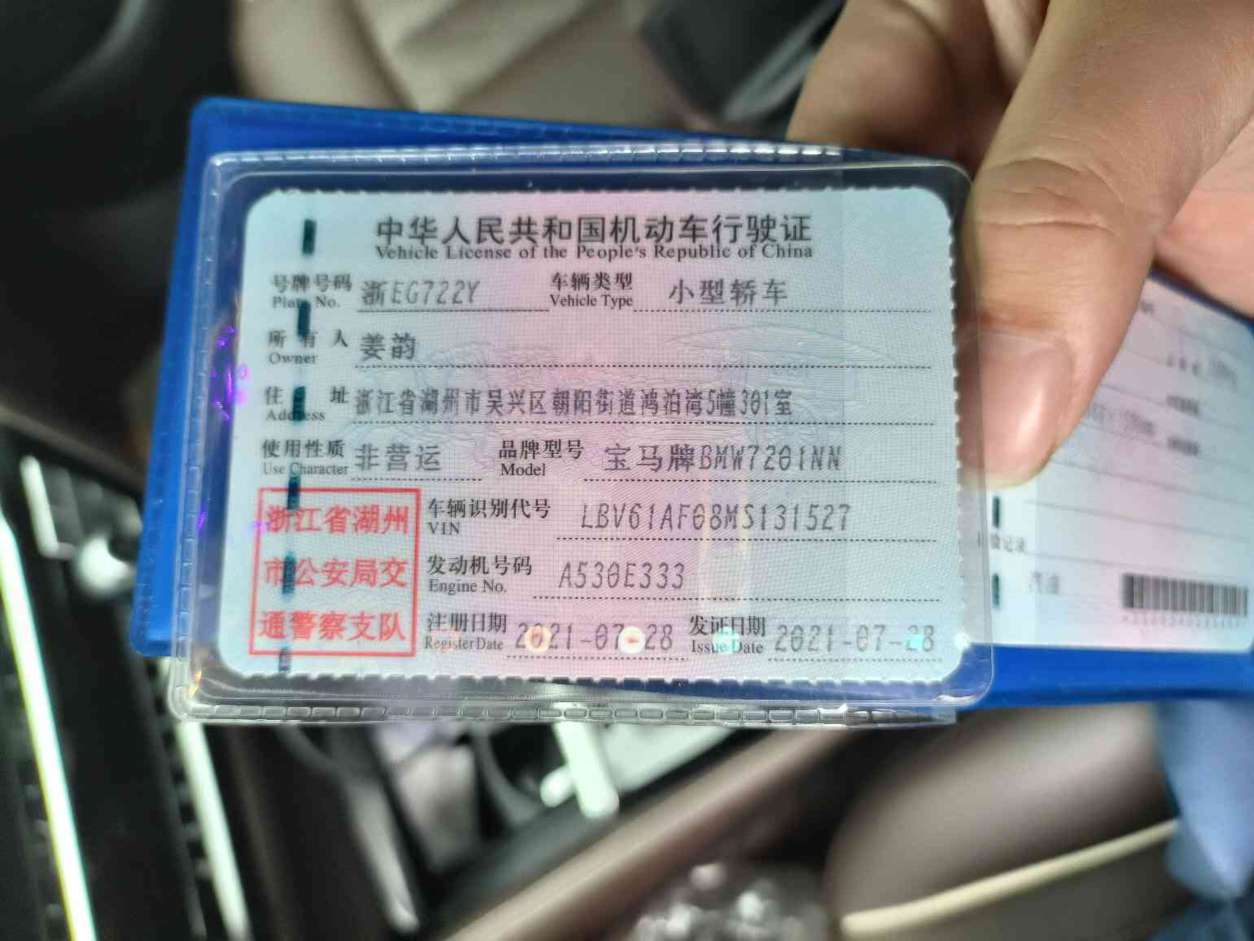 中华人民共和国机动车行驶证
Vehicle License of the People's Republic of China
号牌号码 浙EG722Y 车辆类型 小型轿车
Plate No. Vehicle Type
所有人 姜韵
Owner
住址 浙江省湖州市吴兴区朝阳街道鸿泊湾5幢301室
Address
使用性质 非营运 品牌型号 宝马牌BMW7201NN
Use Character Model
浙江省湖州
市公安局交
通警察支队
车辆识别代号 LBV61AF08MS131527
VIN
发动机号码 A530E333
Engine No.
注册日期 2021-07-28 发证日期 2021-07-28
Register Date Issue Date